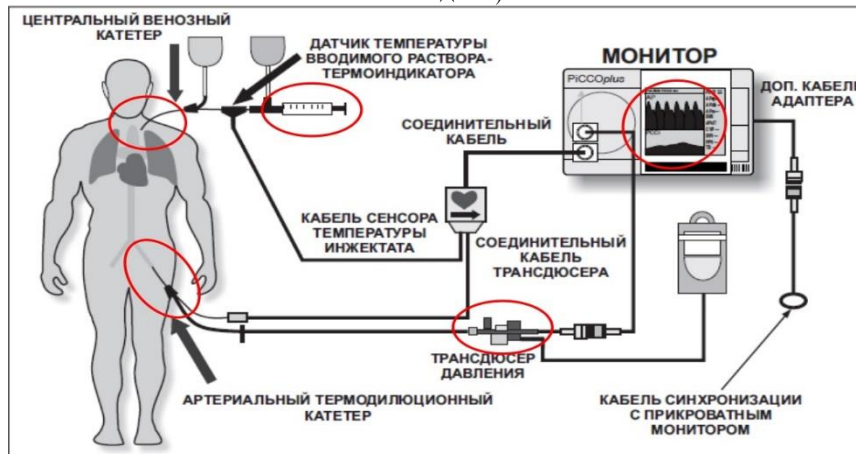 ЦЕНТРАЛЬНЫЙ ВЕНОЗНЫЙ
КАТЕТЕР
ДАТЧИК ТЕМПЕРАТУРЫ
ВВОДИМОГО РАСТВОРА-
ТЕРМОИНДИКАТОРА
МОНИТОР
PiCCOplus
ДОП. КАБЕЛЬ
АДАПТЕРА
СОЕДИНИТЕЛЬНЫЙ
КАБЕЛЬ
КАБЕЛЬ СЕНСОРА
ТЕМПЕРАТУРЫ
ИНЖЕКТАТА
СОЕДИНИТЕЛЬНЫЙ
КАБЕЛЬ
ТРАНСДЮСЕРА
ТРАНСДЮСЕР
ДАВЛЕНИЯ
АРТЕРИАЛЬНЫЙ ТЕРМОДИЛЮЦИОННЫЙ
КАТЕТЕР
КАБЕЛЬ СИНХРОНИЗАЦИИ
С ПРИКРОВАТНЫМ
МОНИТОРОМ